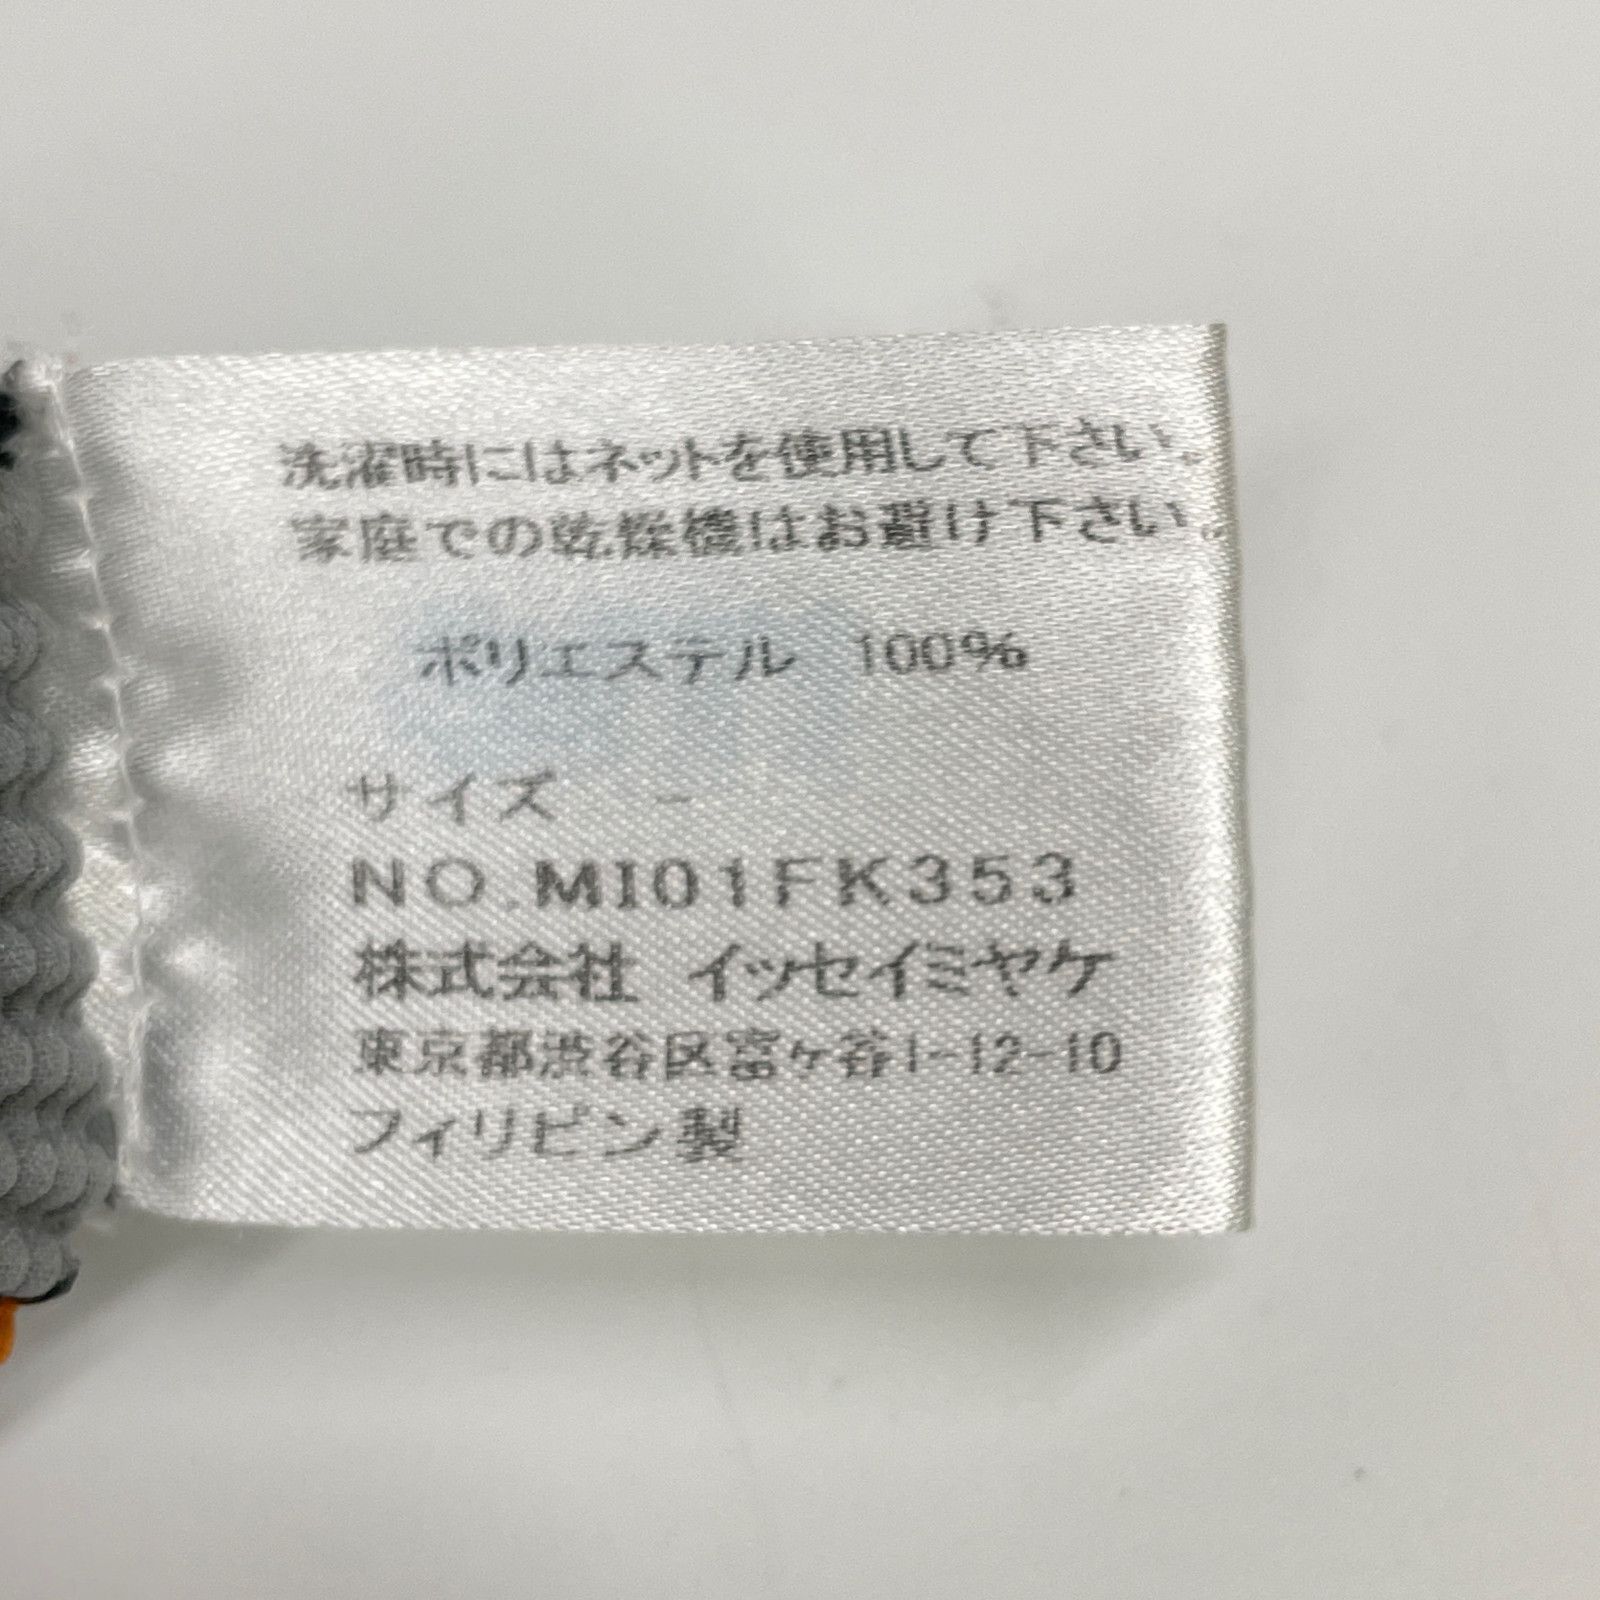 洗濯時にはネットを使用して下さい。
家庭での乾燥機はお避け下さい。
ポリエステル 100%
サイズ -
NO.MI01FK353
株式会社 イッセイミヤケ
東京都渋谷区富ヶ谷1-12-10
フィリピン製